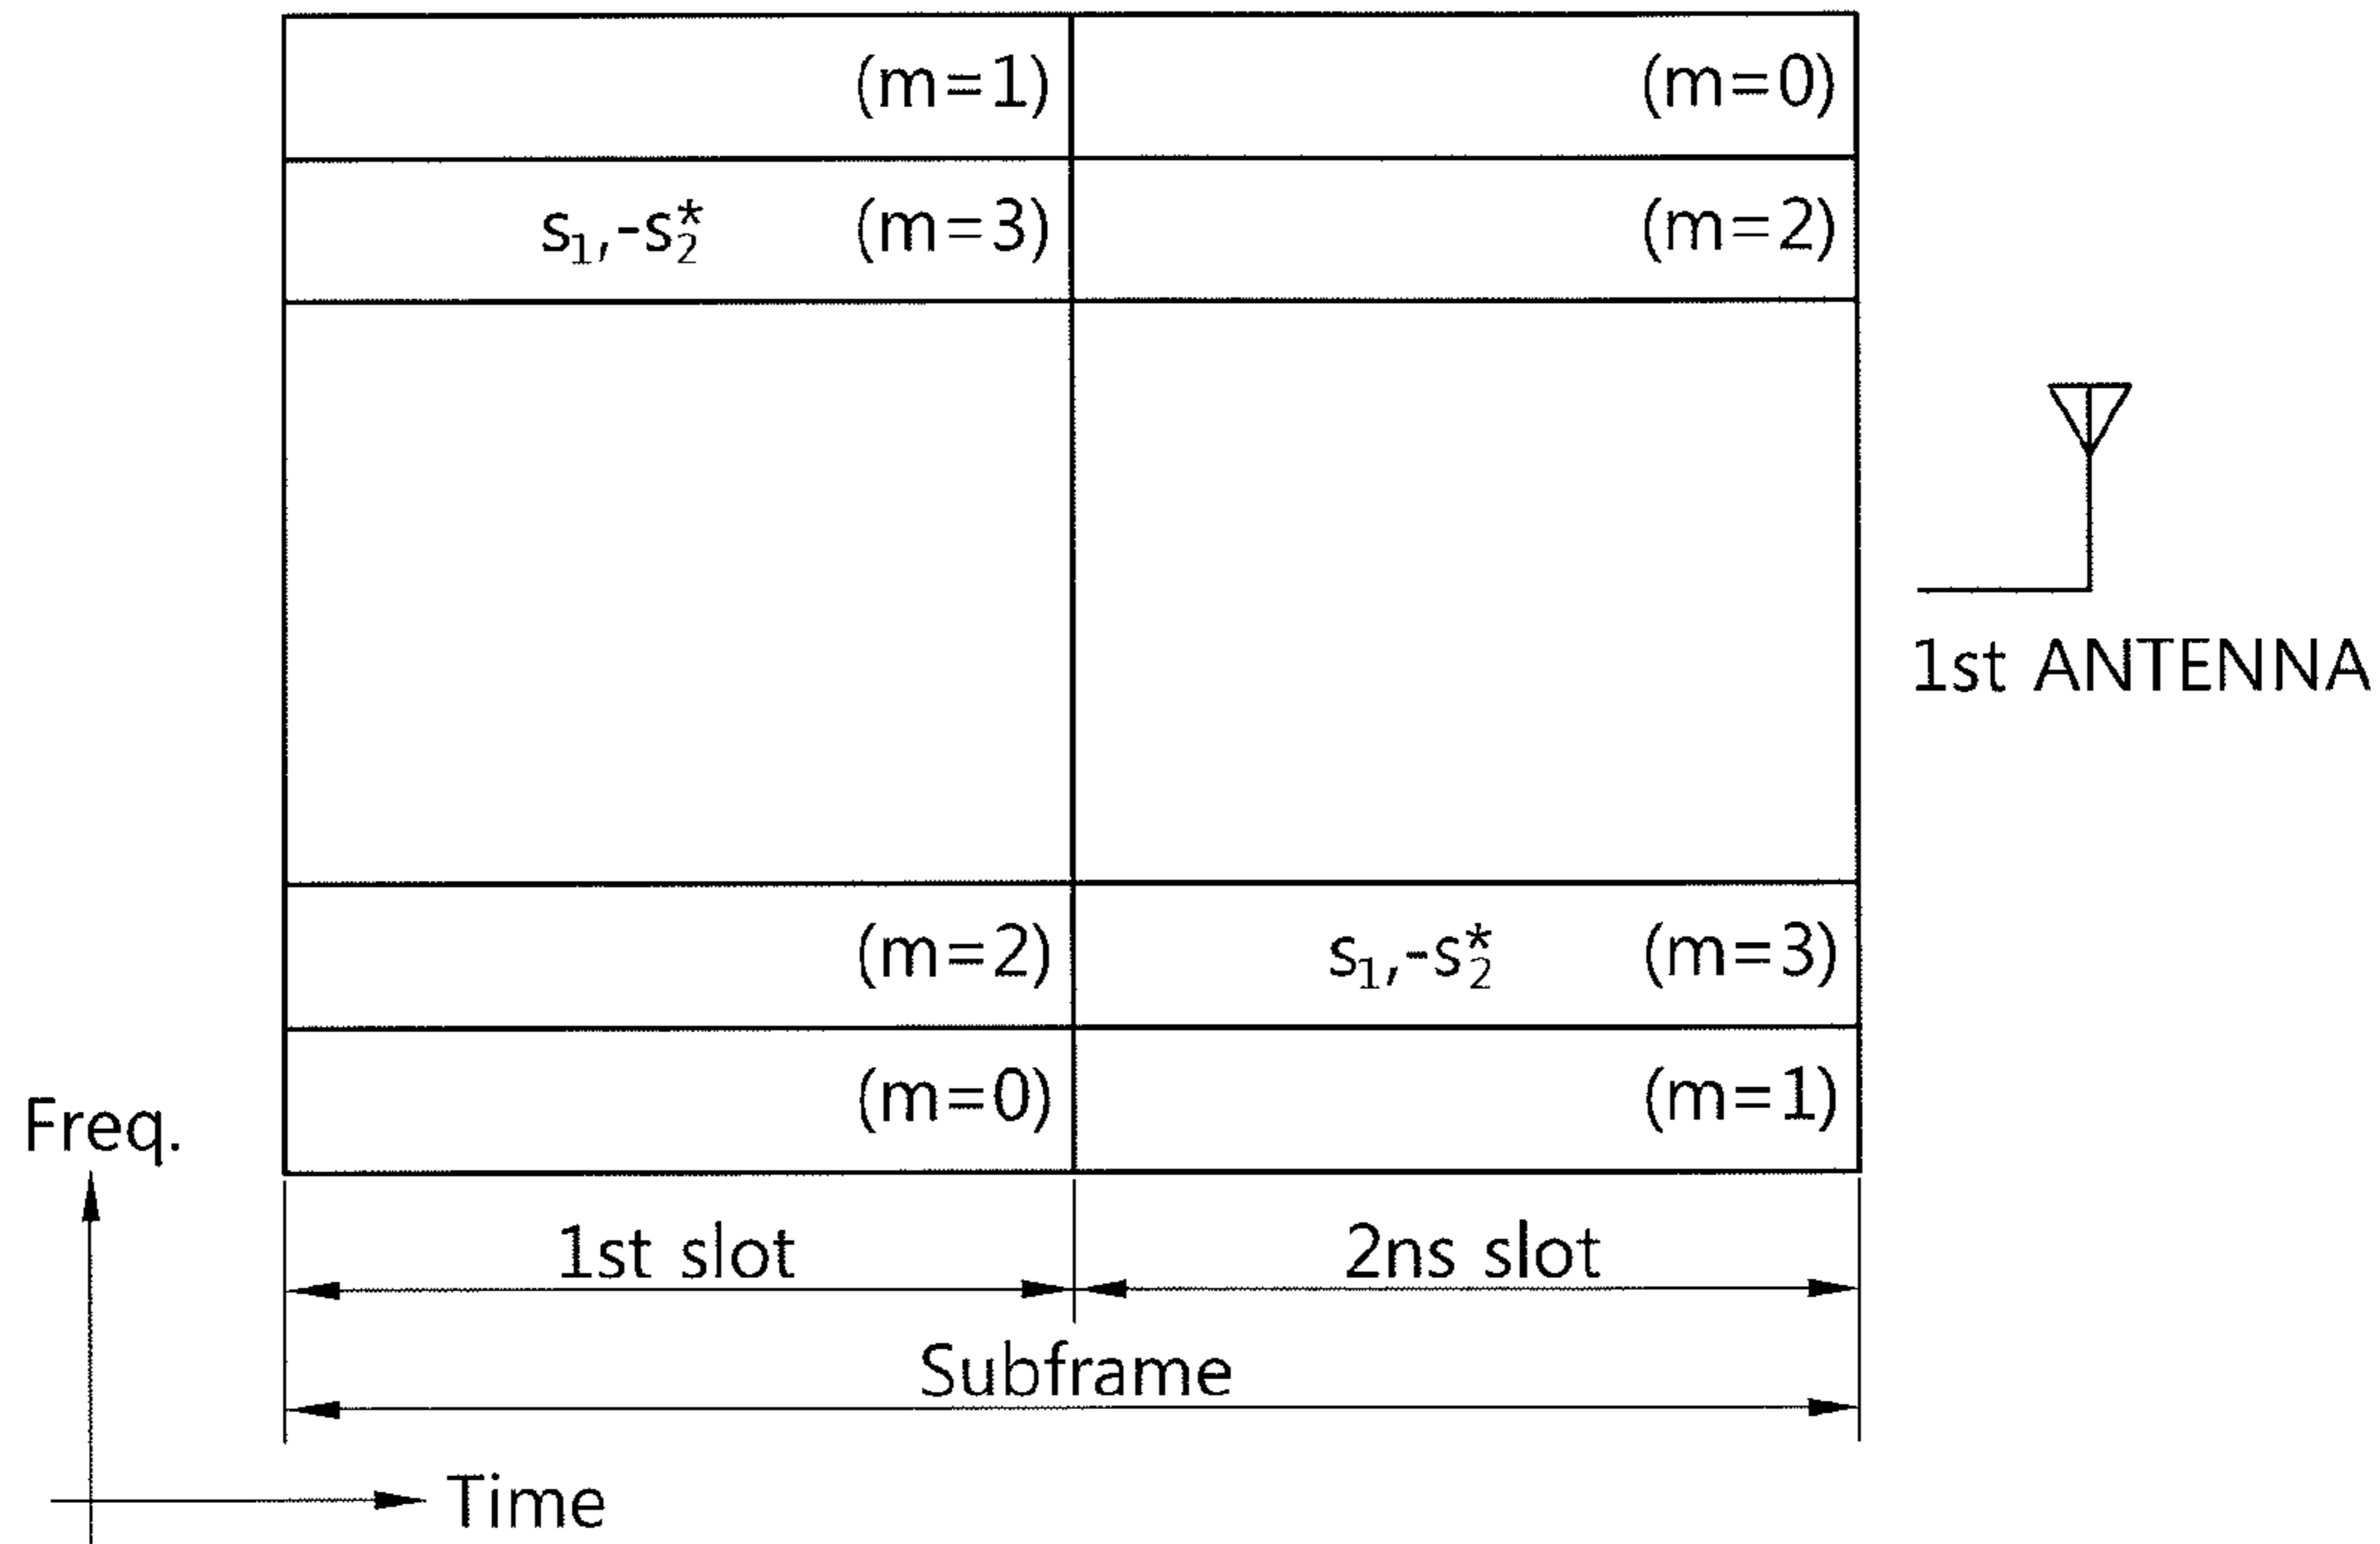 (m=1) (m=0)
s₁,-s₂* (m=3) (m=2)
1st ANTENNA
(m=2) s₁,-s₂* (m=3)
(m=0) (m=1)
Freq.
1st slot 2ns slot
Subframe
Time